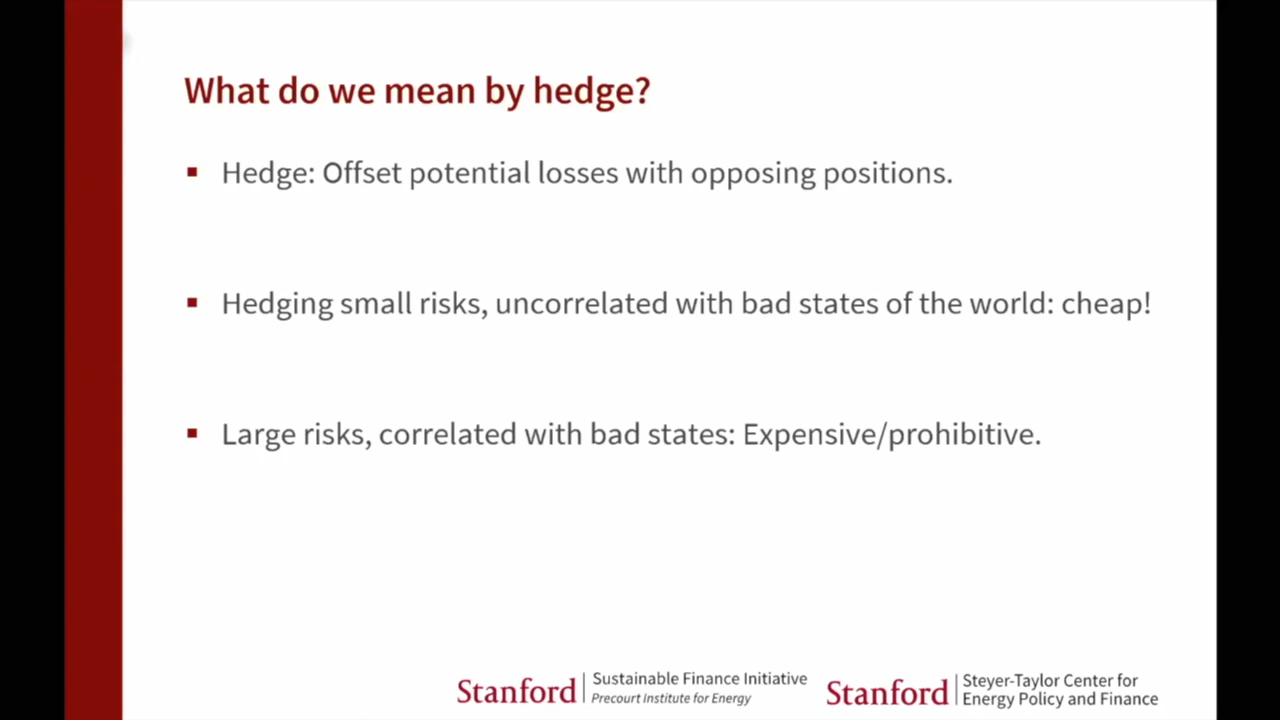 What do we mean by hedge?
Hedge: Offset potential losses with opposing positions.
Hedging small risks, uncorrelated with bad states of the world: cheap!
Large risks, correlated with bad states: Expensive/prohibitive.
Stanford
Sustainable Finance Initiative
Precourt Institute for Energy
Stanford
Steyer-Taylor Center for
Energy Policy and Finance